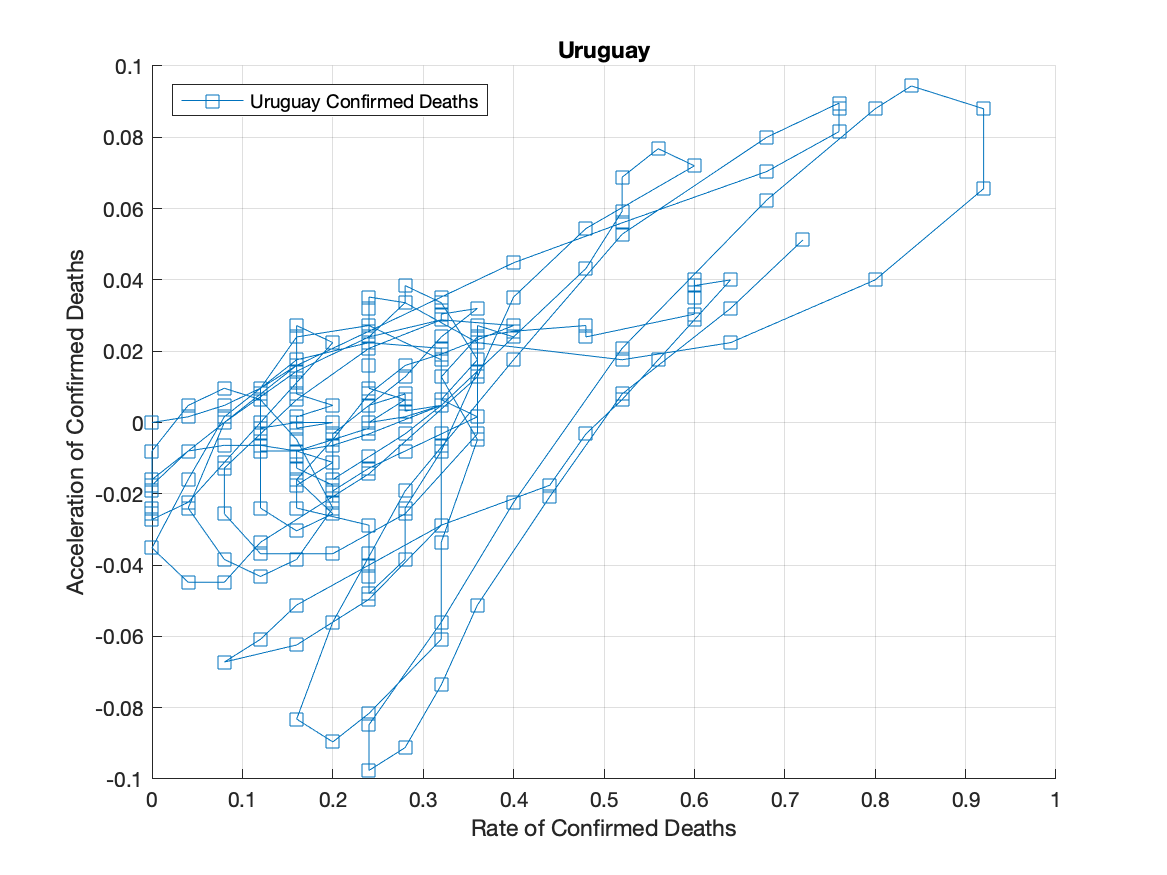 Uruguay
Uruguay Confirmed Deaths
0.1
0.08
0.06
0.04
0.02
0
-0.02
-0.04
-0.06
-0.08
-0.1
Acceleration of Confirmed Deaths
0 0.1 0.2 0.3 0.4 0.5 0.6 0.7 0.8 0.9 1
Rate of Confirmed Deaths